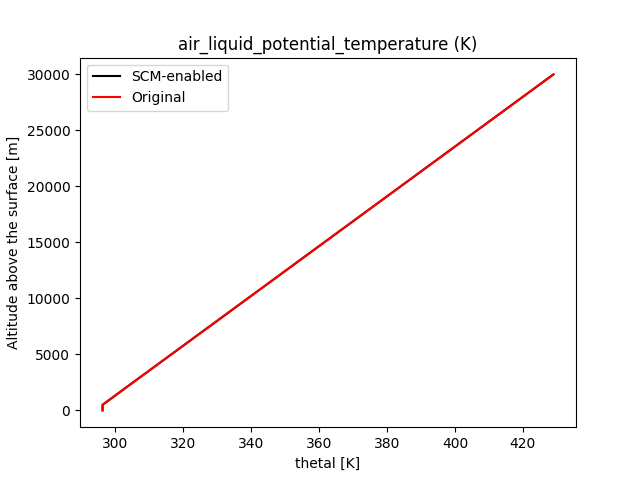 air_liquid_potential_temperature (K)
SCM-enabled
Original
Altitude above the surface [m]
30000
25000
20000
15000
10000
5000
0
300 320 340 360 380 400 420
thetal [K]